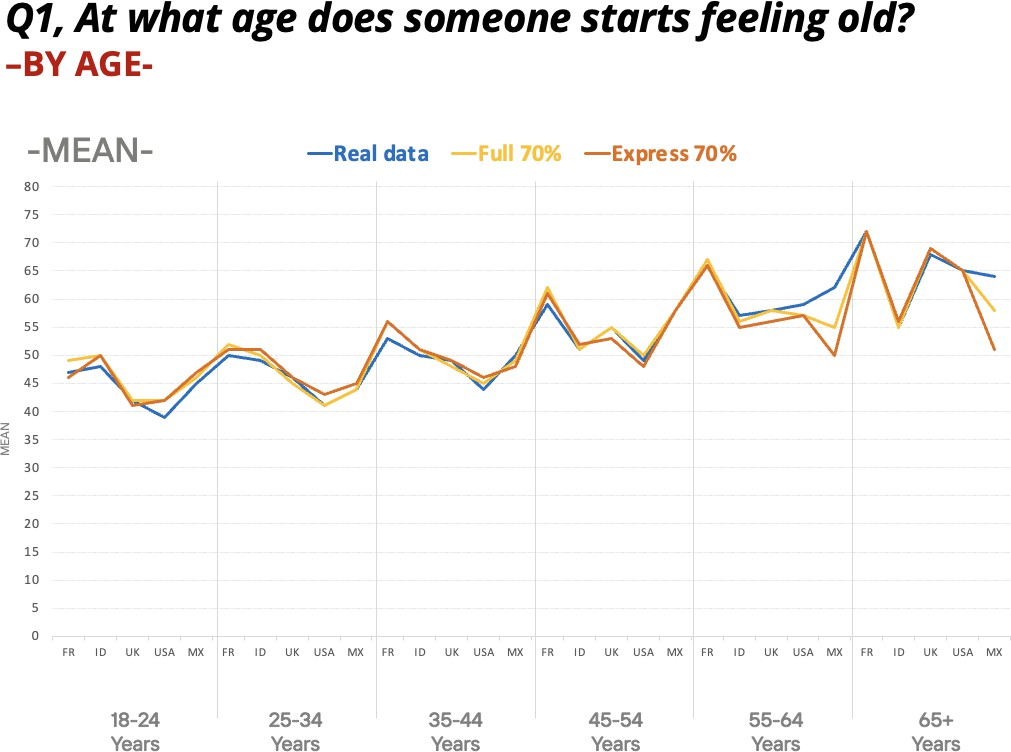 Q1, At what age does someone starts feeling old?
–BY AGE-
-MEAN-
Real data Full 70% Express 70%
80
75
70
65
60
55
50
45
40
35
30
25
20
15
10
5
0
MEAN
FR ID UK USA MX FR ID UK USA MX FR ID UK USA MX FR ID UK USA MX FR ID UK USA MX FR ID UK USA MX
18-24 25-34 35-44 45-54 55-64 65+
Years Years Years Years Years Years